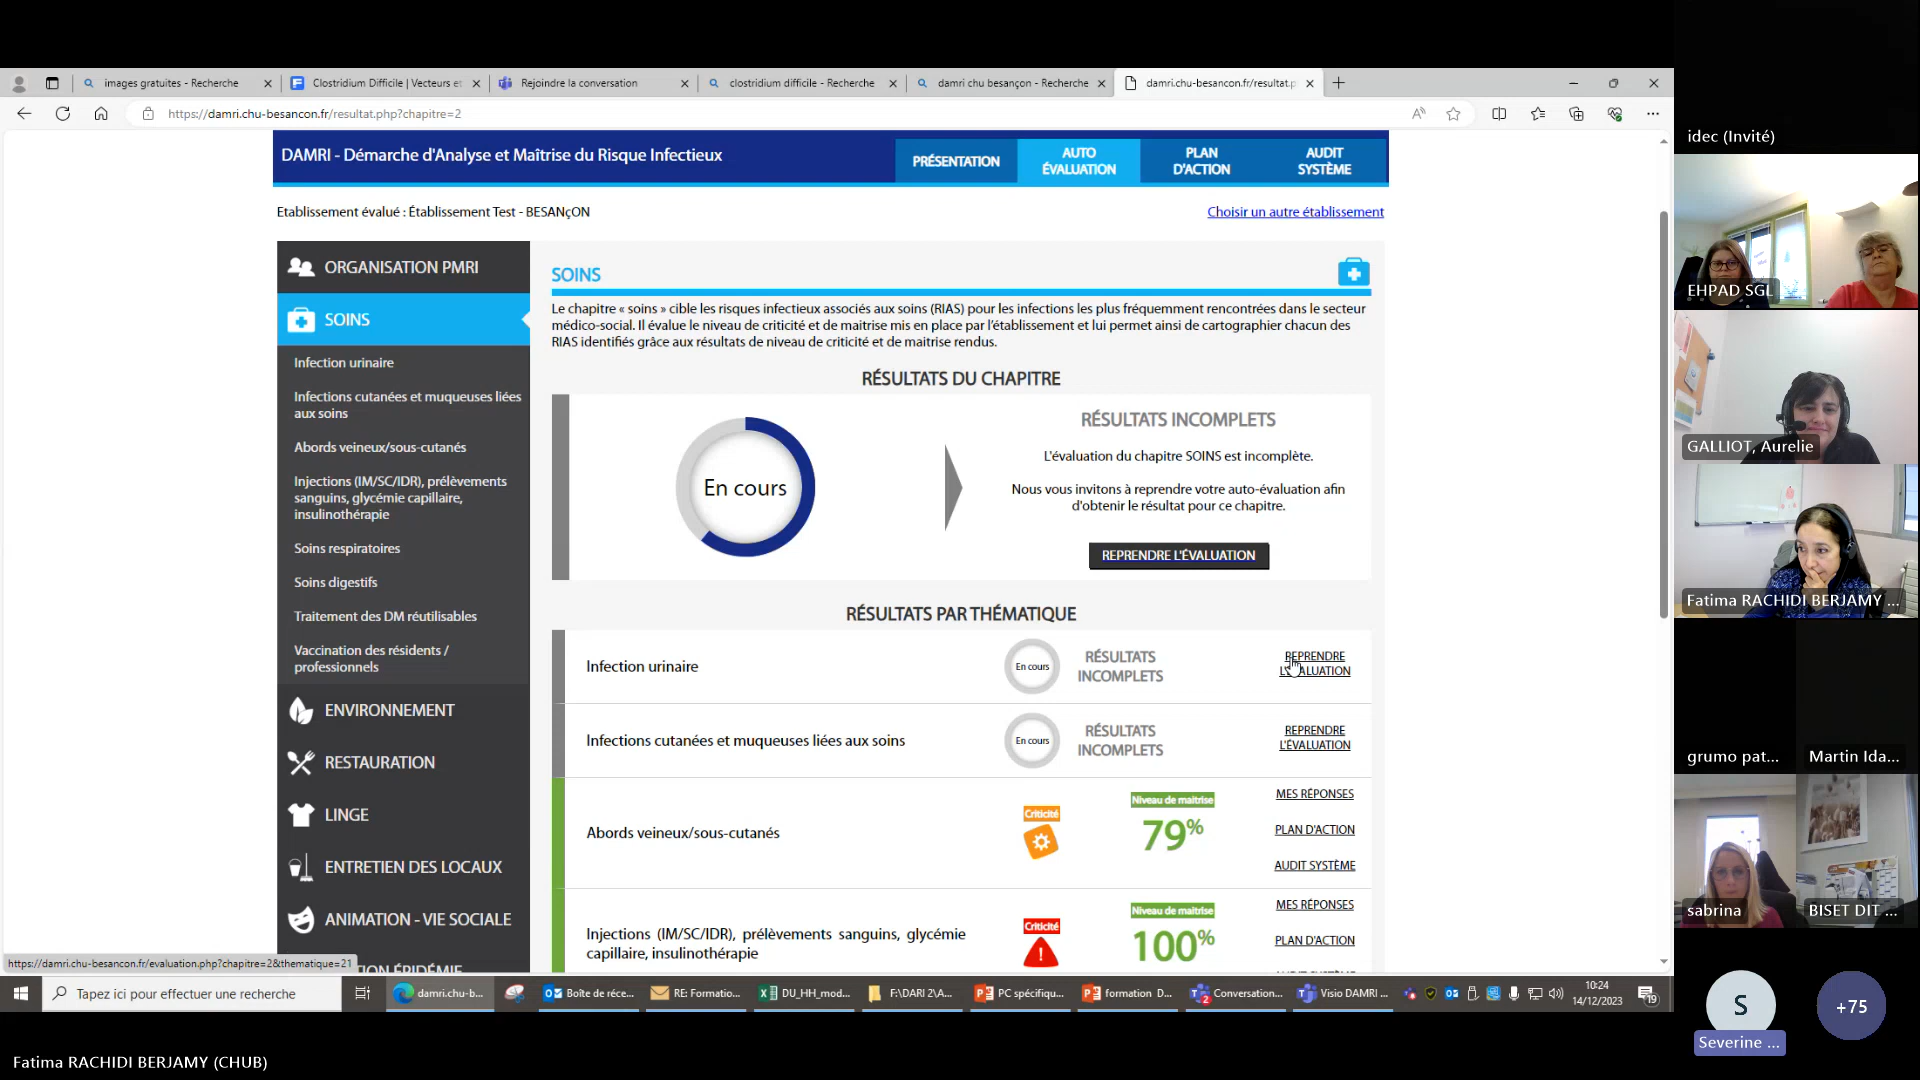 images gratuites - Recherche
Clostridium Difficile | Vecteurs et
Rejoindre la conversation
clostridium difficile - Recherche
damri chu besançon - Recherche
damri.chu-besancon.fr/resultat.p
https://damri.chu-besancon.fr/resultat.php?chapitre=2
DAMRI - Démarche d'Analyse et Maîtrise du Risque Infectieux
PRÉSENTATION
AUTO
ÉVALUATION
PLAN
D'ACTION
AUDIT
SYSTÈME
Etablissement évalué : Établissement Test - BESANçON
Choisir un autre établissement
ORGANISATION PMRI
SOINS
Infection urinaire
Infections cutanées et muqueuses liées
aux soins
Abords veineux/sous-cutanés
Injections (IM/SC/IDR), prélèvements
sanguins, glycémie capillaire,
insulinothérapie
Soins respiratoires
Soins digestifs
Traitement des DM réutilisables
Vaccination des résidents /
professionnels
ENVIRONNEMENT
RESTAURATION
LINGE
ENTRETIEN DES LOCAUX
ANIMATION - VIE SOCIALE
SOINS
Le chapitre « soins » cible les risques infectieux associés aux soins (RIAS) pour les infections les plus fréquemment rencontrées dans le secteur
médico-social. Il évalue le niveau de criticité et de maitrise mis en place par l'établissement et lui permet ainsi de cartographier chacun des
RIAS identifiés grâce aux résultats de niveau de criticité et de maitrise rendus.
RÉSULTATS DU CHAPITRE
En cours
RÉSULTATS INCOMPLETS
L'évaluation du chapitre SOINS est incomplète.
Nous vous invitons à reprendre votre auto-évaluation afin
d'obtenir le résultat pour ce chapitre.
REPRENDRE L'ÉVALUATION
RÉSULTATS PAR THÉMATIQUE
Infection urinaire
En cours
RÉSULTATS
INCOMPLETS
REPRENDRE
L'ÉVALUATION
Infections cutanées et muqueuses liées aux soins
En cours
RÉSULTATS
INCOMPLETS
REPRENDRE
L'ÉVALUATION
Abords veineux/sous-cutanés
Criticité
Niveau de maîtrise
79%
MES RÉPONSES
PLAN D'ACTION
AUDIT SYSTÈME
Injections (IM/SC/IDR), prélèvements sanguins, glycémie
capillaire, insulinothérapie
Criticité
Niveau de maîtrise
100%
MES RÉPONSES
PLAN D'ACTION
https://damri.chu-besancon.fr/evaluation.php?chapitre=2&thematique=21
Tapez ici pour effectuer une recherche
damri.chu-b...
Boîte de réce...
RE: Formatio...
DU_HH_mod...
F:\DARI 2\A...
PC spécifiqu...
formation D...
Conversation...
Visio DAMRI ...
10:24
14/12/2023
19
idec (Invité)
EHPAD SGL
GALLIOT, Aurelie
Fatima RACHIDI BERJAMY ...
grumo pat...
Martin Ida...
sabrina
BISET DIT ...
S
Severine ...
+75
Fatima RACHIDI BERJAMY (CHUB)